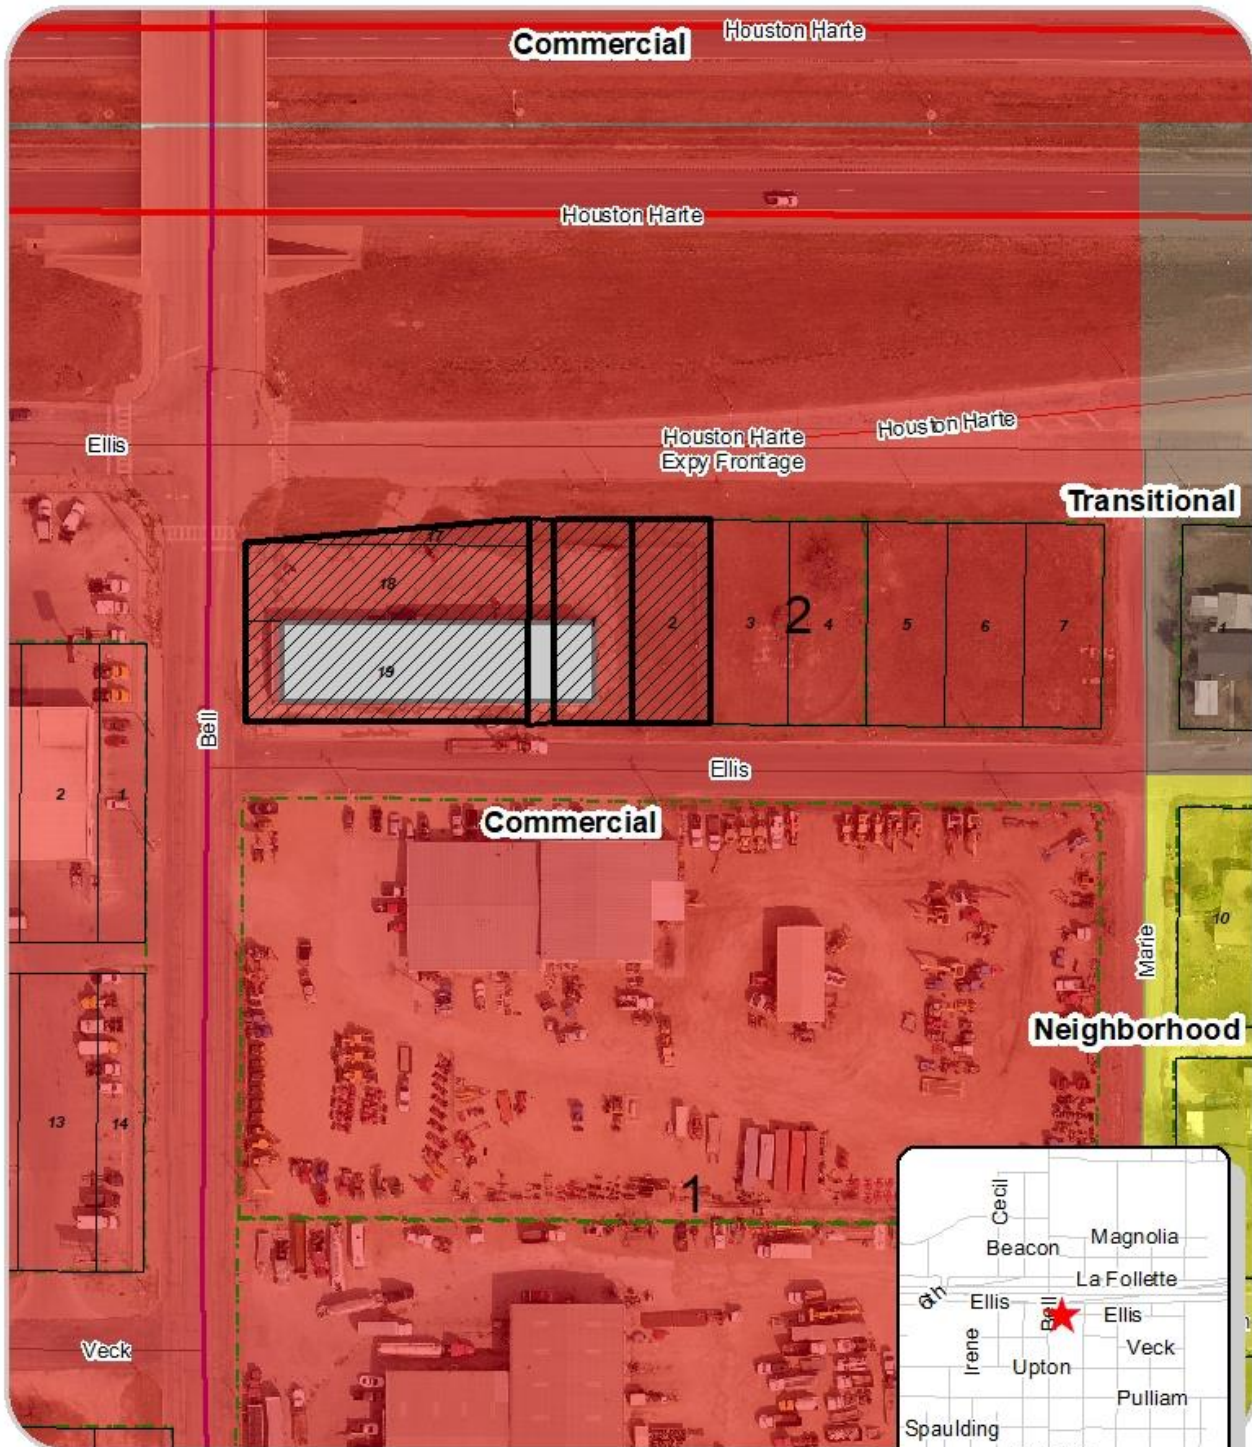 Commercial
Houston Harte
Houston Harte
Ellis
Houston Harte
Expy Frontage
Houston Harte
Transitional
17
18
19
2
3
2
4
5
6
7
1
Bell
Ellis
2
1
Commercial
10
Marie
Neighborhood
13
14
1
Veck
Cecil
Beacon
Magnolia
La Follette
6th
Ellis
Bell
Ellis
Irene
Veck
Upton
Pulliam
Spaulding